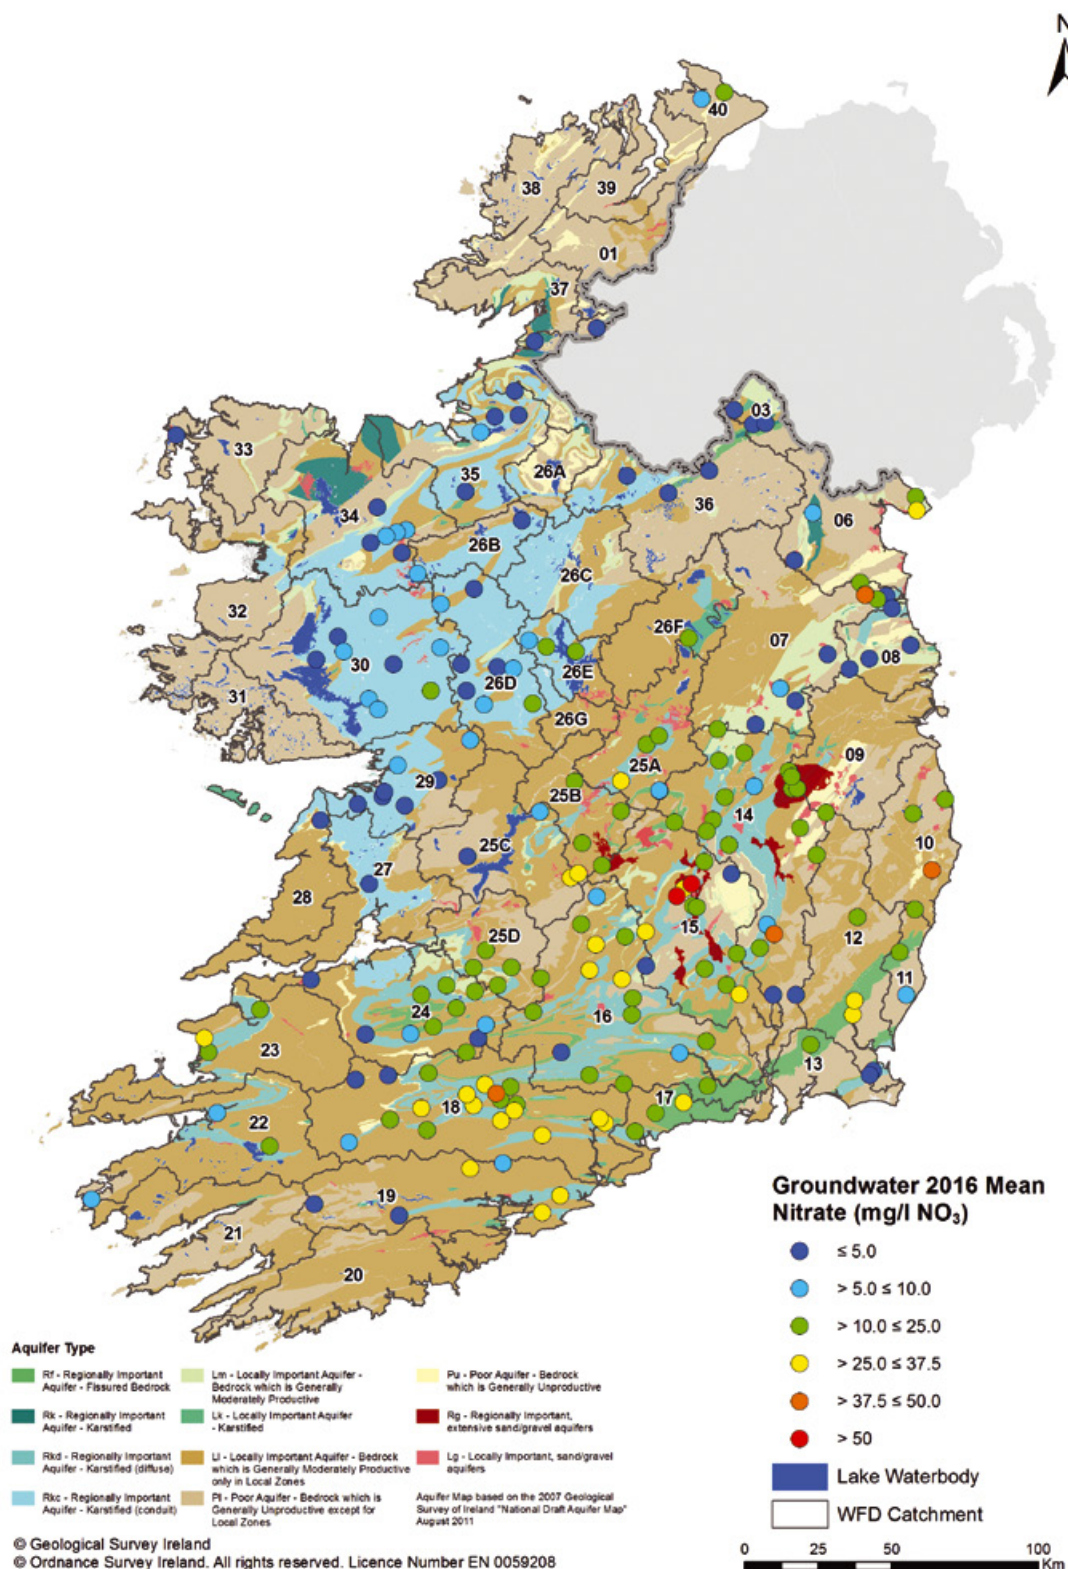 N
40
38
39
01
37
03
33
35
26A
36
34
06
26B
26C
32
26F
07
30
08
26E
26D
31
26G
09
25A
29
25B
14
25C
10
27
28
15
12
25D
11
24
16
23
13
18
17
22
19
21
20
Groundwater 2016 Mean
Nitrate (mg/l NO₃)
≤ 5.0
> 5.0 ≤ 10.0
> 10.0 ≤ 25.0
> 25.0 ≤ 37.5
> 37.5 ≤ 50.0
> 50
Lake Waterbody
WFD Catchment
0 25 50 100
Km
Aquifer Type
Rf - Regionally Important
Aquifer - Fissured Bedrock
Rk - Regionally Important
Aquifer - Karstified
Rkd - Regionally Important
Aquifer - Karstified (diffuse)
Rkc - Regionally Important
Aquifer - Karstified (conduit)
Lm - Locally Important Aquifer -
Bedrock which is Generally
Moderately Productive
Lk - Locally Important Aquifer
- Karstified
Ll - Locally Important Aquifer - Bedrock
which is Generally Moderately Productive
only in Local Zones
Pl - Poor Aquifer - Bedrock which is
Generally Unproductive except for
Local Zones
Pu - Poor Aquifer - Bedrock
which is Generally Unproductive
Rg - Regionally Important,
extensive sand/gravel aquifers
Lg - Locally Important, sand/gravel
aquifers
Aquifer Map based on the 2007 Geological
Survey of Ireland "National Draft Aquifer Map"
August 2011
© Geological Survey Ireland
© Ordnance Survey Ireland. All rights reserved. Licence Number EN 0059208